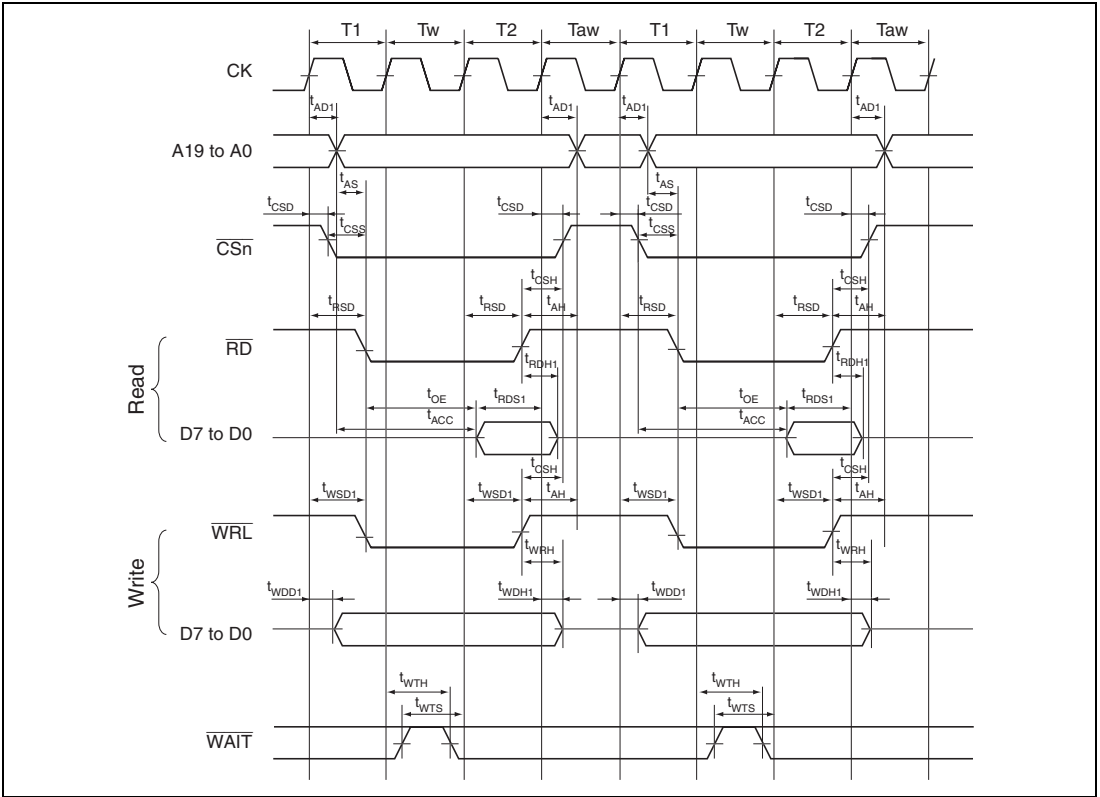 T1 Tw T2 Taw T1 Tw T2 Taw
CK
tAD1 tAD1 tAD1 tAD1
A19 to A0
tAS tAS
tCSD tCSD tCSD tCSD
tCSS tCSS
CSn
tCSH tCSH
tRSD tRSD tAH tRSD tRSD tAH
RD
tRDH1 tRDH1
Read
tOE tRDS1 tOE tRDS1
tACC tACC
D7 to D0
tCSH tCSH
tWSD1 tWSD1 tAH tWSD1 tWSD1 tAH
WRL
tWRH tWRH
Write
tWDD1 tWDH1 tWDD1 tWDH1
D7 to D0
tWTH tWTH
tWTS tWTS
WAIT